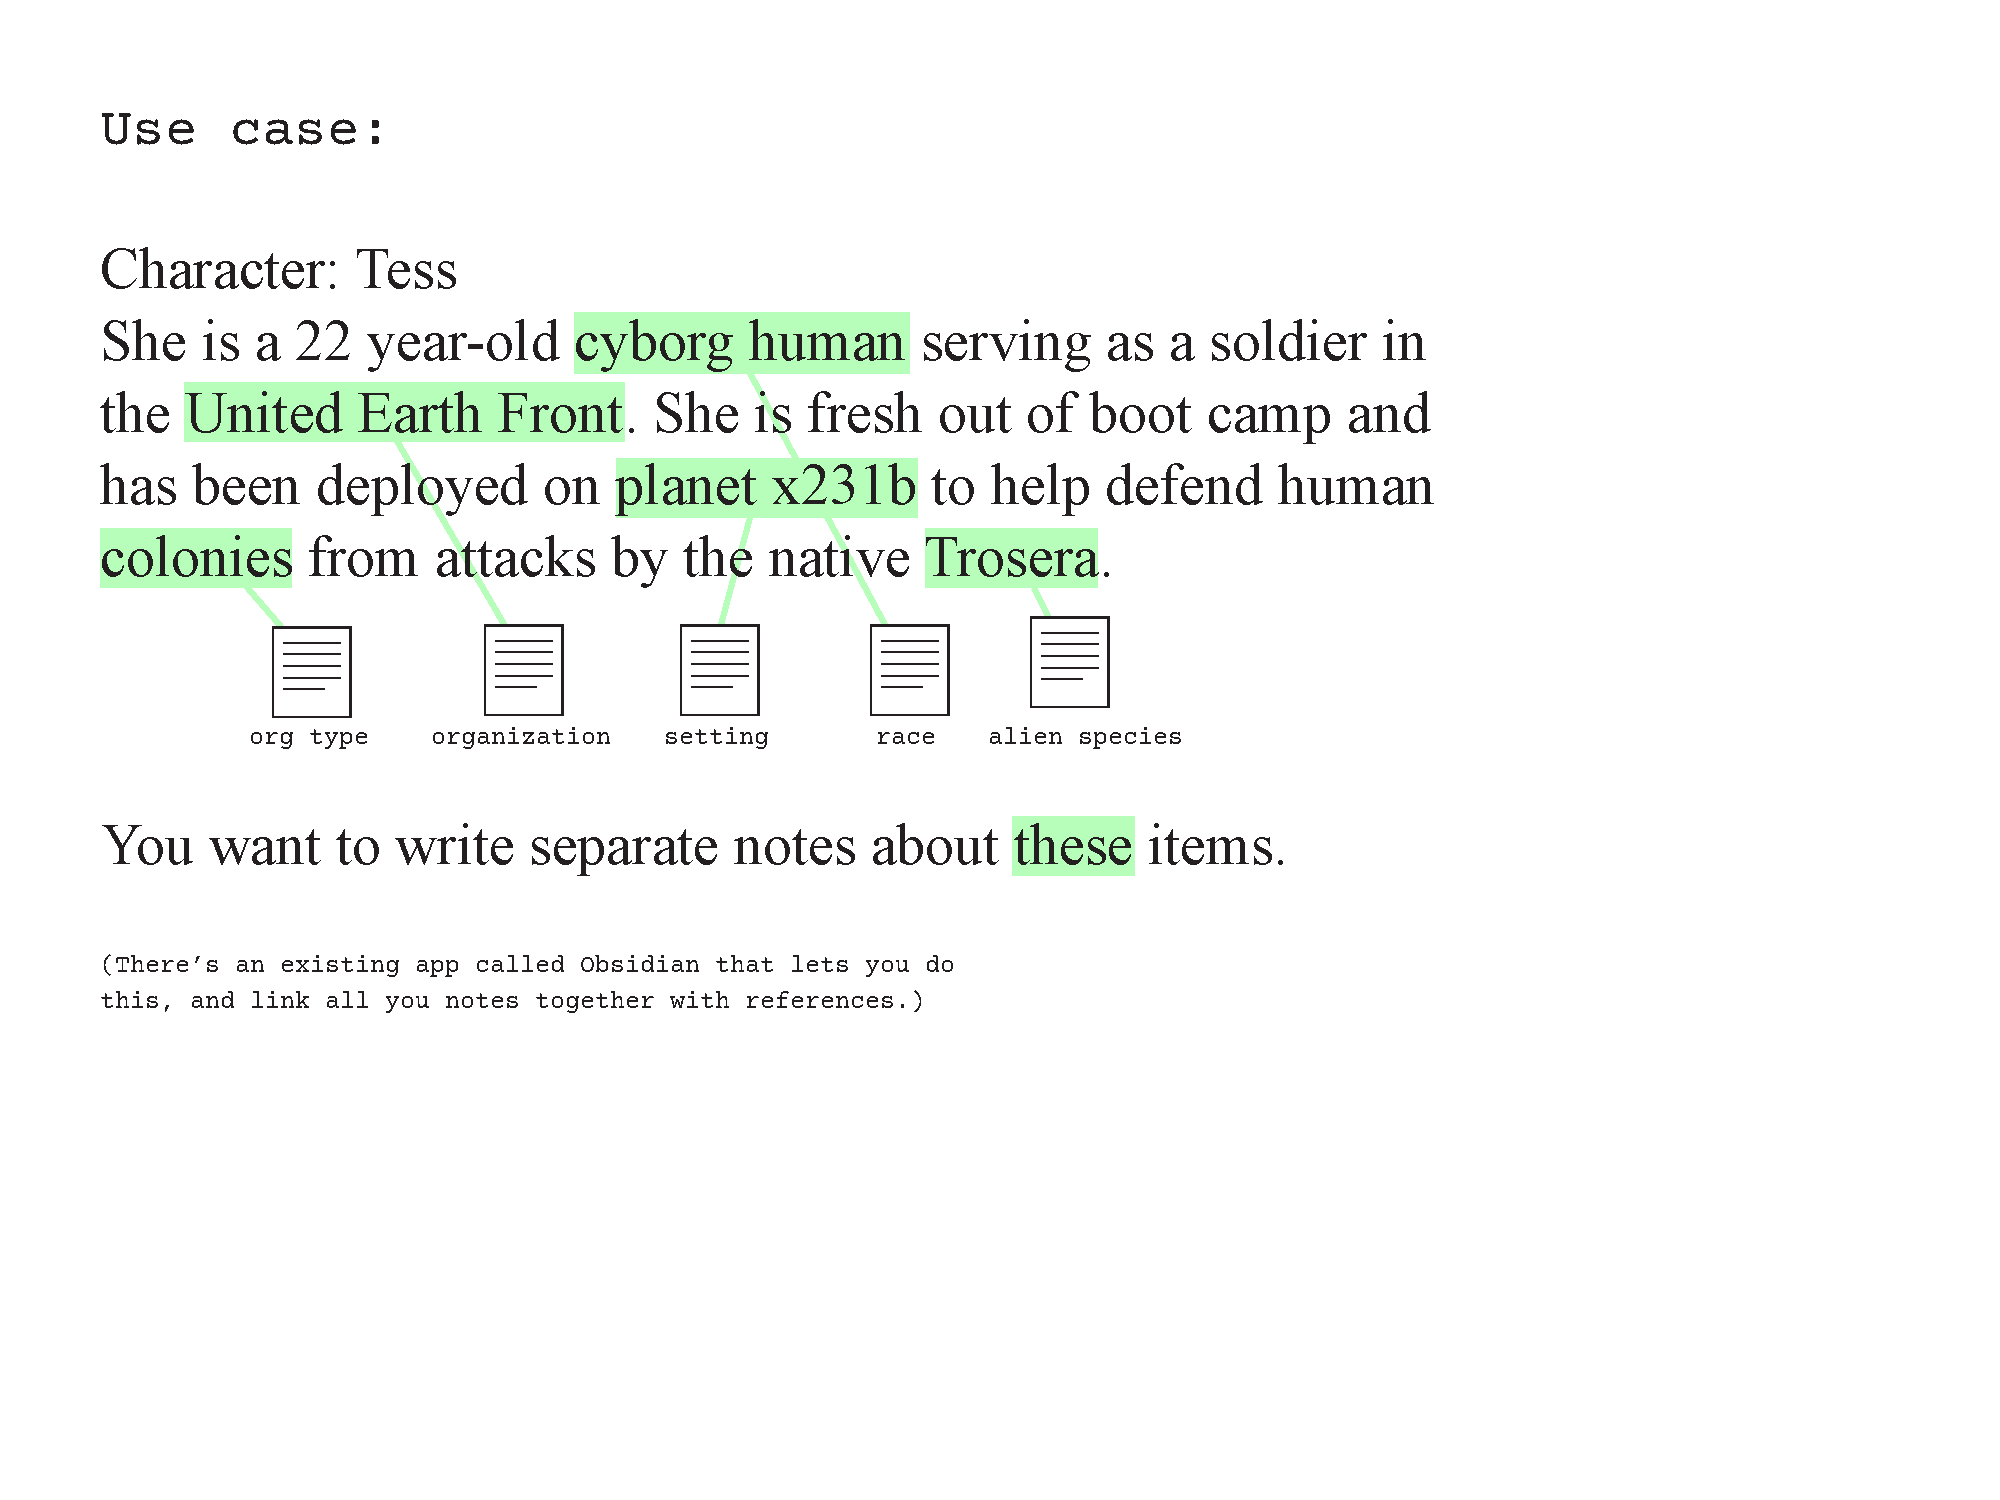 Use case:
Character: Tess
She is a 22 year-old cyborg human serving as a soldier in
the United Earth Front. She is fresh out of boot camp and
has been deployed on planet x231b to help defend human
colonies from attacks by the native Trosera.
org type organization setting race alien species
You want to write separate notes about these items.
(There’s an existing app called Obsidian that lets you do
this, and link all you notes together with references.)